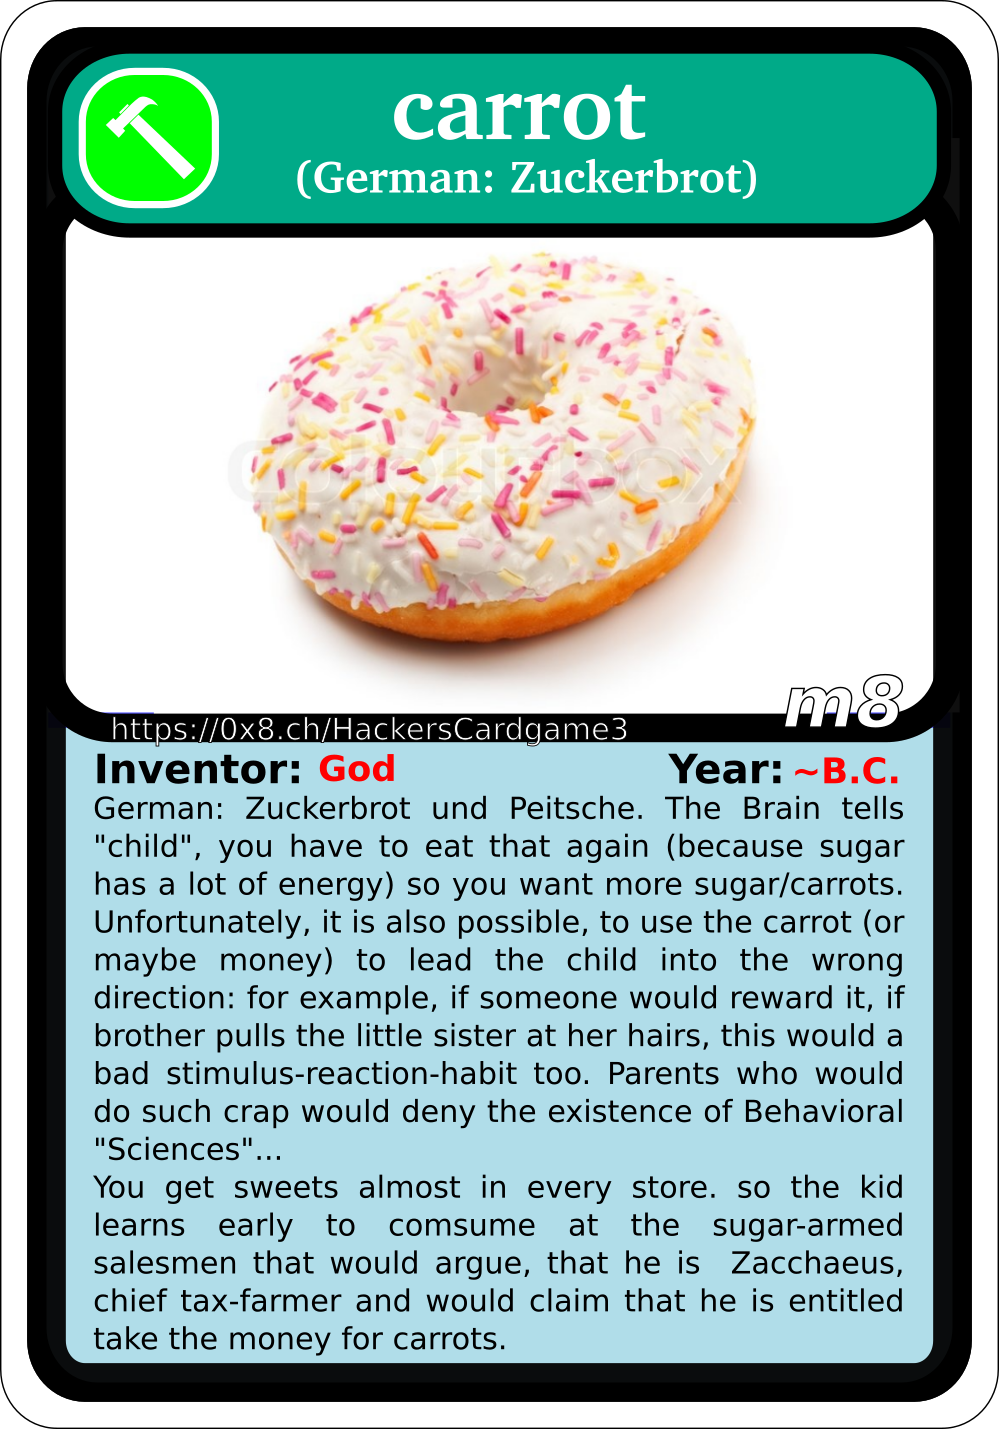 carrot
(German: Zuckerbrot)
colourbox
m8
https://0x8.ch/HackersCardgame3
Inventor: God Year: ~B.C.
German: Zuckerbrot und Peitsche. The Brain tells
"child", you have to eat that again (because sugar
has a lot of energy) so you want more sugar/carrots.
Unfortunately, it is also possible, to use the carrot (or
maybe money) to lead the child into the wrong
direction: for example, if someone would reward it, if
brother pulls the little sister at her hairs, this would a
bad stimulus-reaction-habit too. Parents who would
do such crap would deny the existence of Behavioral
"Sciences"...
You get sweets almost in every store. so the kid
learns early to comsume at the sugar-armed
salesmen that would argue, that he is Zacchaeus,
chief tax-farmer and would claim that he is entitled
take the money for carrots.